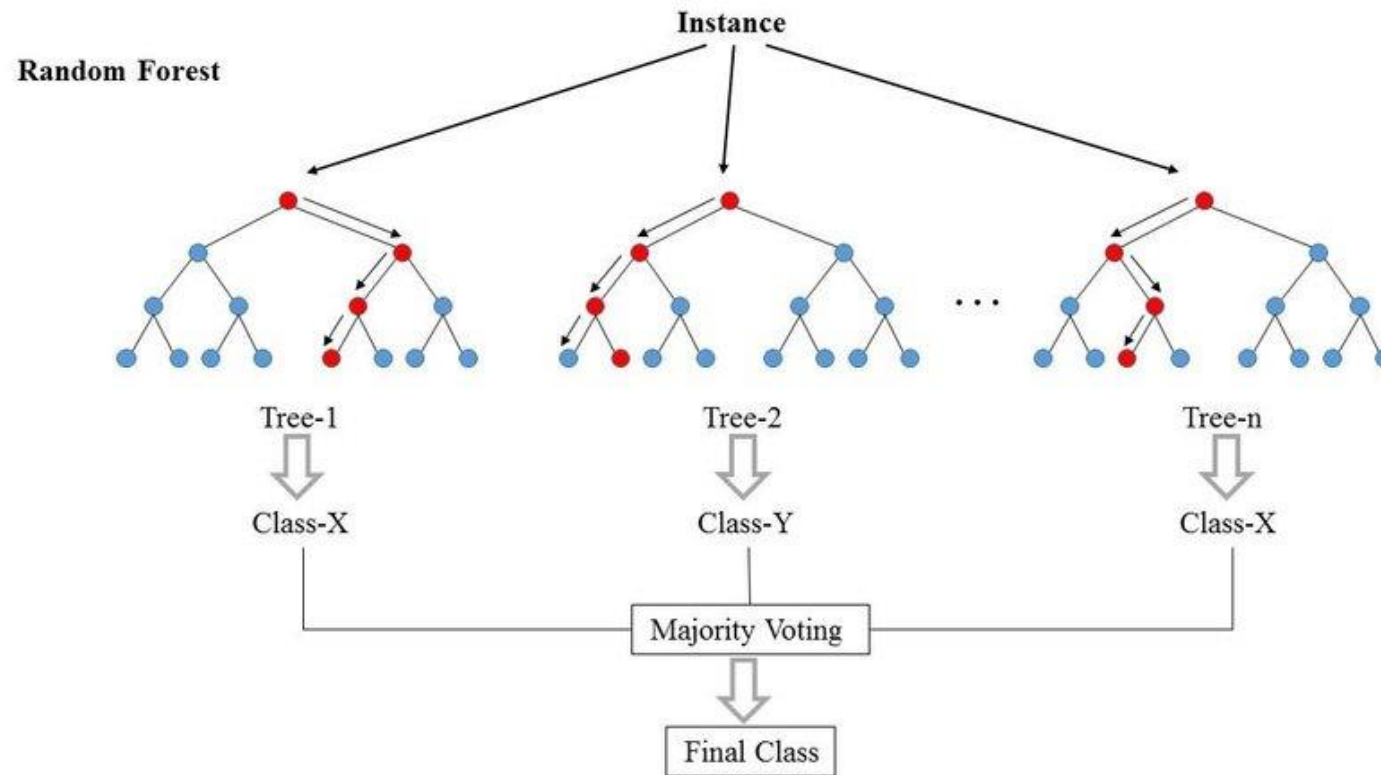 Instance
Random Forest
. . .
Tree-1
Tree-2
Tree-n
Class-X
Class-Y
Class-X
Majority Voting
Final Class